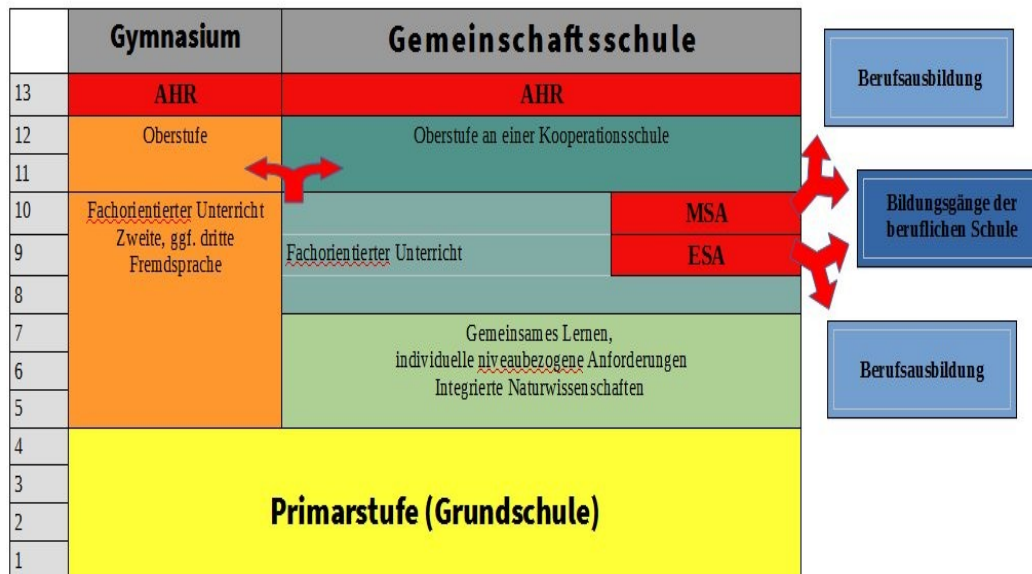 Gymnasium
Gemeinschaftsschule
13
AHR
AHR
12
Oberstufe
Oberstufe an einer Kooperationsschule
11
10
Fachorientierter Unterricht
MSA
Zweite, ggf. dritte
9
Fremdsprache
Fachorientierter Unterricht
ESA
8
7
Gemeinsames Lernen,
individuelle niveaubezogene Anforderungen
6
Integrierte Naturwissenschaften
5
4
3
Primarstufe (Grundschule)
2
1
Berufsausbildung
Bildungsgänge der
beruflichen Schule
Berufsausbildung